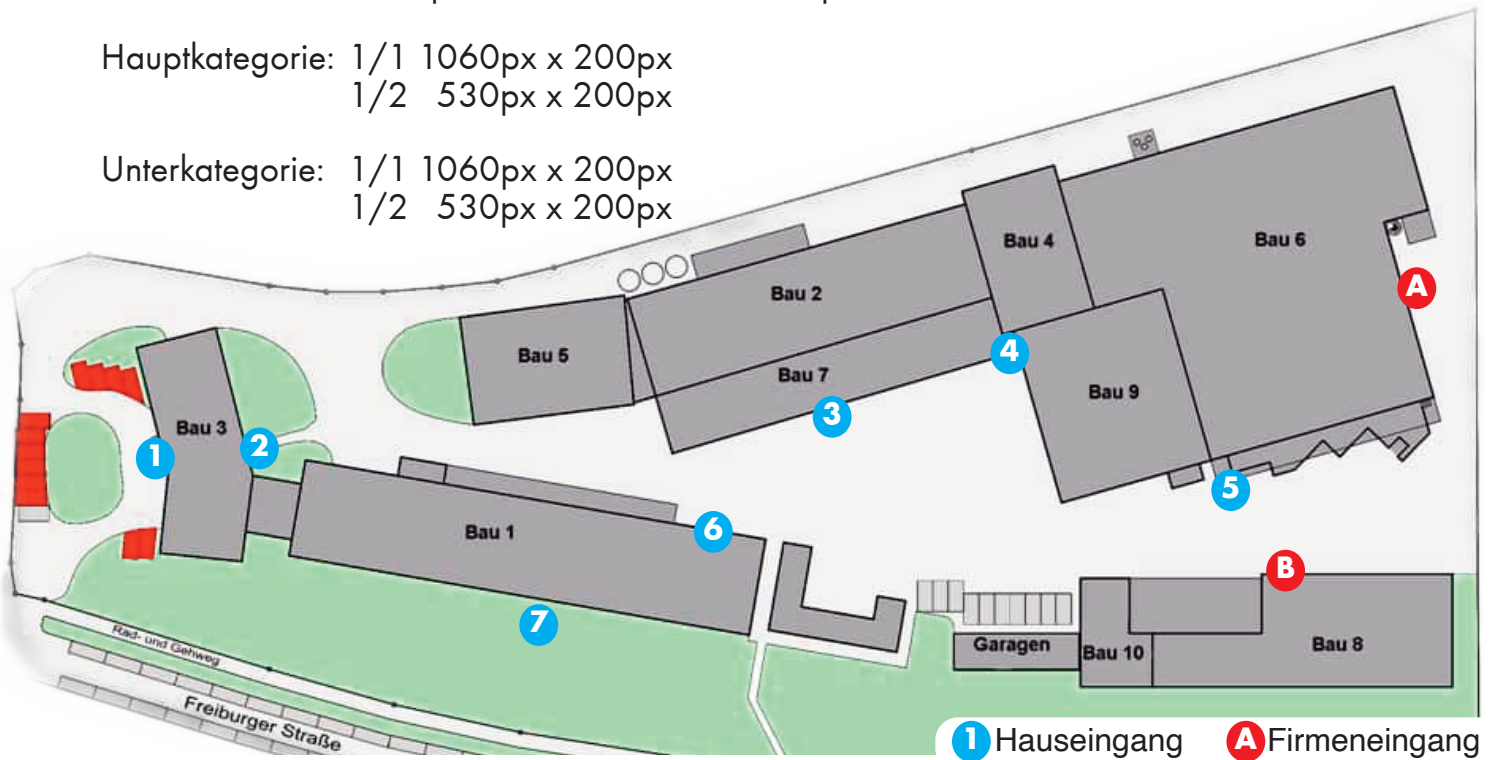 Hauptkategorie: 1/1 1060px x 200px
1/2 530px x 200px
Unterkategorie: 1/1 1060px x 200px
1/2 530px x 200px
Bau 4
Bau 6
Bau 2
A
Bau 5
4
Bau 7
Bau 9
3
Bau 3
1
2
5
Bau 1
6
B
7
Garagen
Bau 10
Bau 8
Rad- und Gehweg
Freiburger Straße
1 Hauseingang
A Firmeneingang